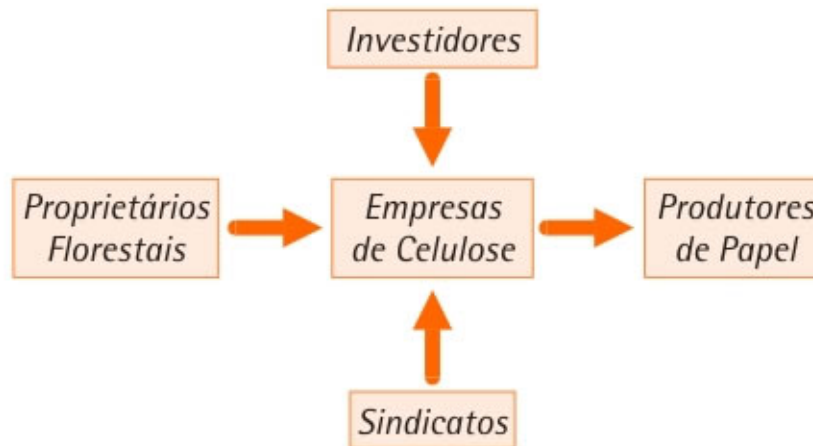 Investidores
Proprietários
Florestais
Empresas
de Celulose
Produtores
de Papel
Sindicatos